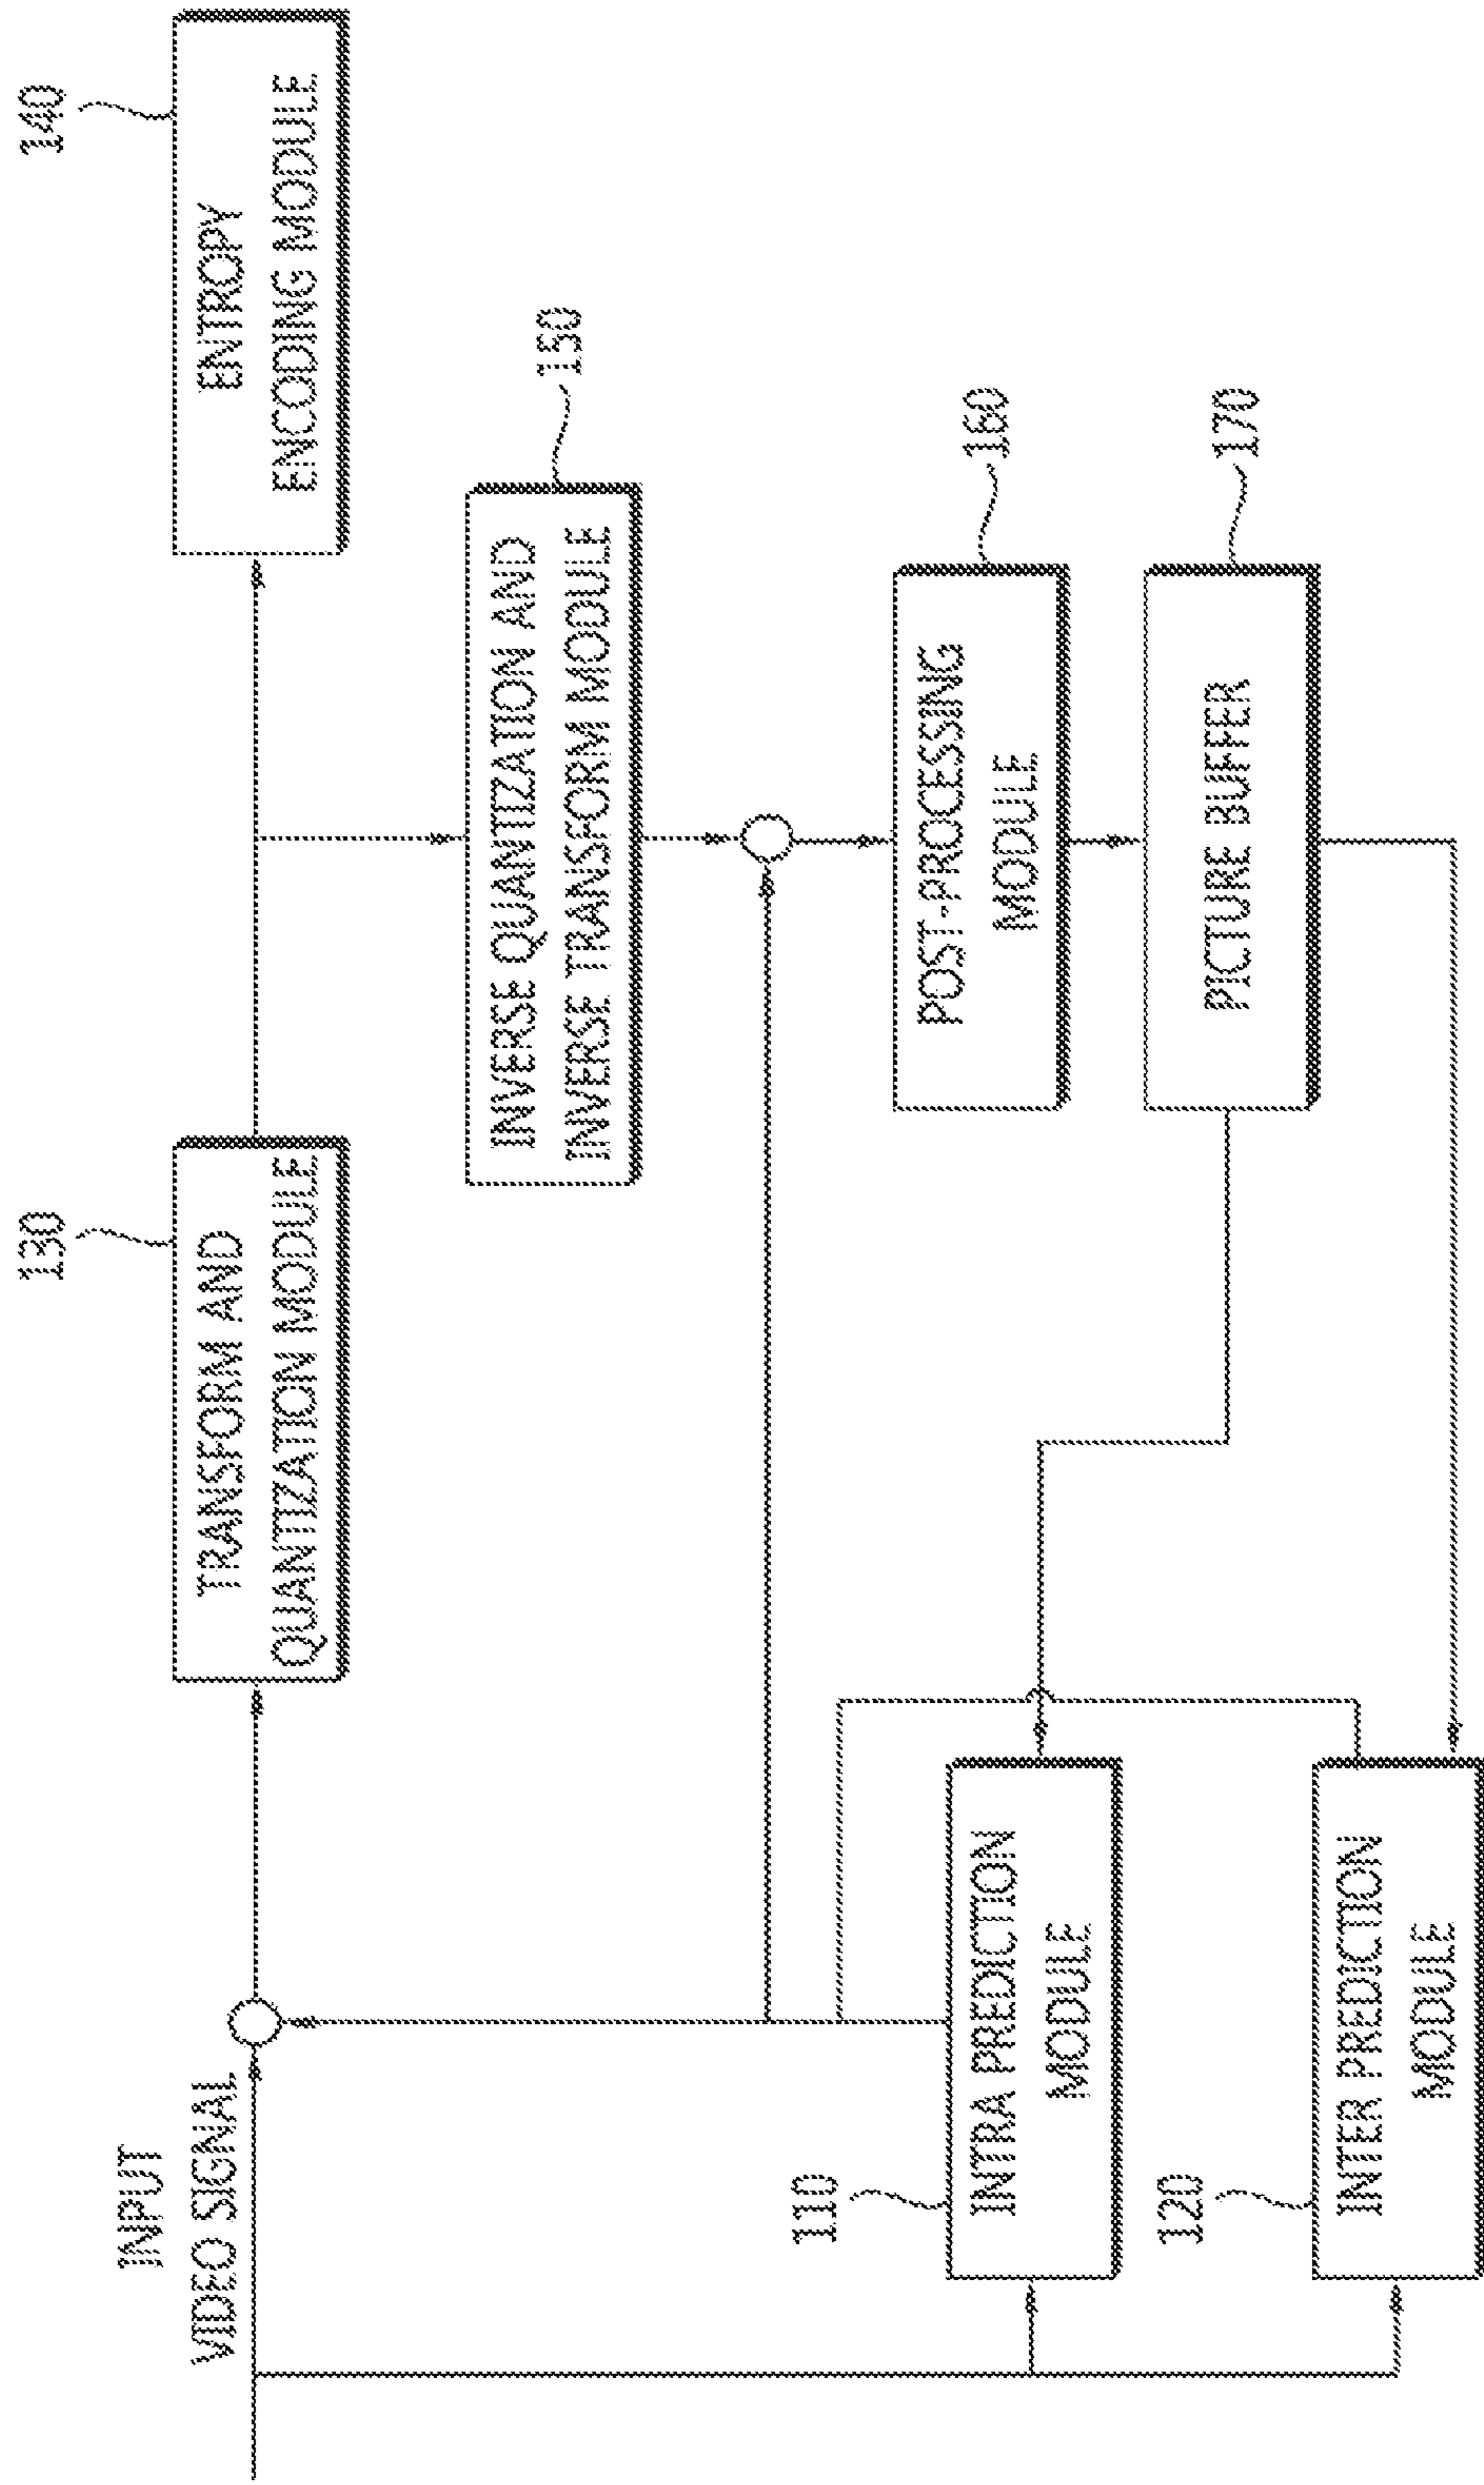 INPUT
VIDEO SIGNAL
130
TRANSFORM AND
QUANTIZATION MODULE
140
ENTROPY
ENCODING MODULE
150
INVERSE QUANTIZATION AND
INVERSE TRANSFORM MODULE
110
INTRA PREDICTION
MODULE
160
POST-PROCESSING
MODULE
120
INTER PREDICTION
MODULE
170
PICTURE BUFFER